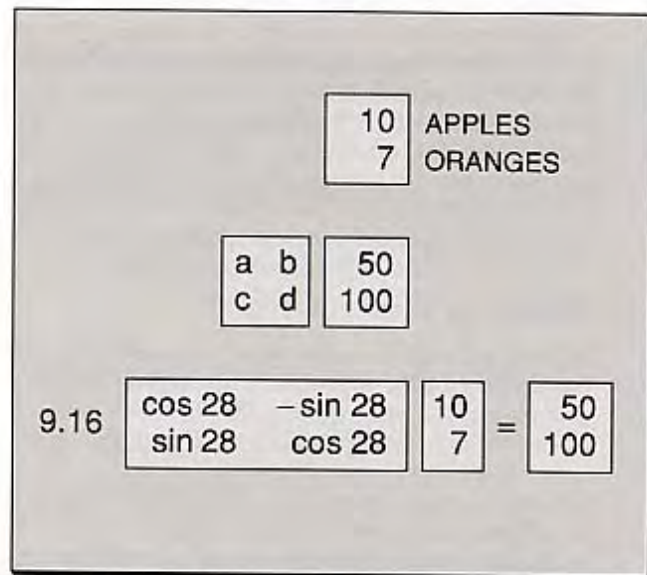 10 APPLES
7 ORANGES
a b 50
c d 100
cos 28 −sin 28 10 50
9.16 =
sin 28 cos 28 7 100